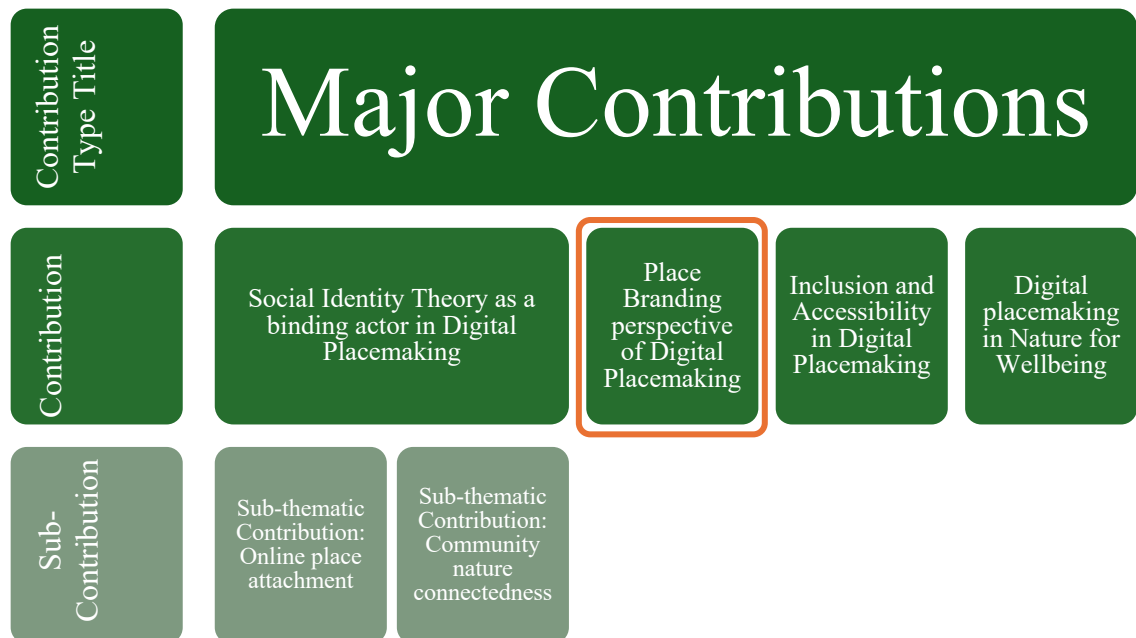 Contribution
Type Title
Major Contributions
Contribution
Social Identity Theory as a
binding actor in Digital
Placemaking
Place
Branding
perspective
of Digital
Placemaking
Inclusion and
Accessibility
in Digital
Placemaking
Digital
placemaking
in Nature for
Wellbeing
Sub-
Contribution
Sub-thematic
Contribution:
Online place
attachment
Sub-thematic
Contribution:
Community
nature
connectedness